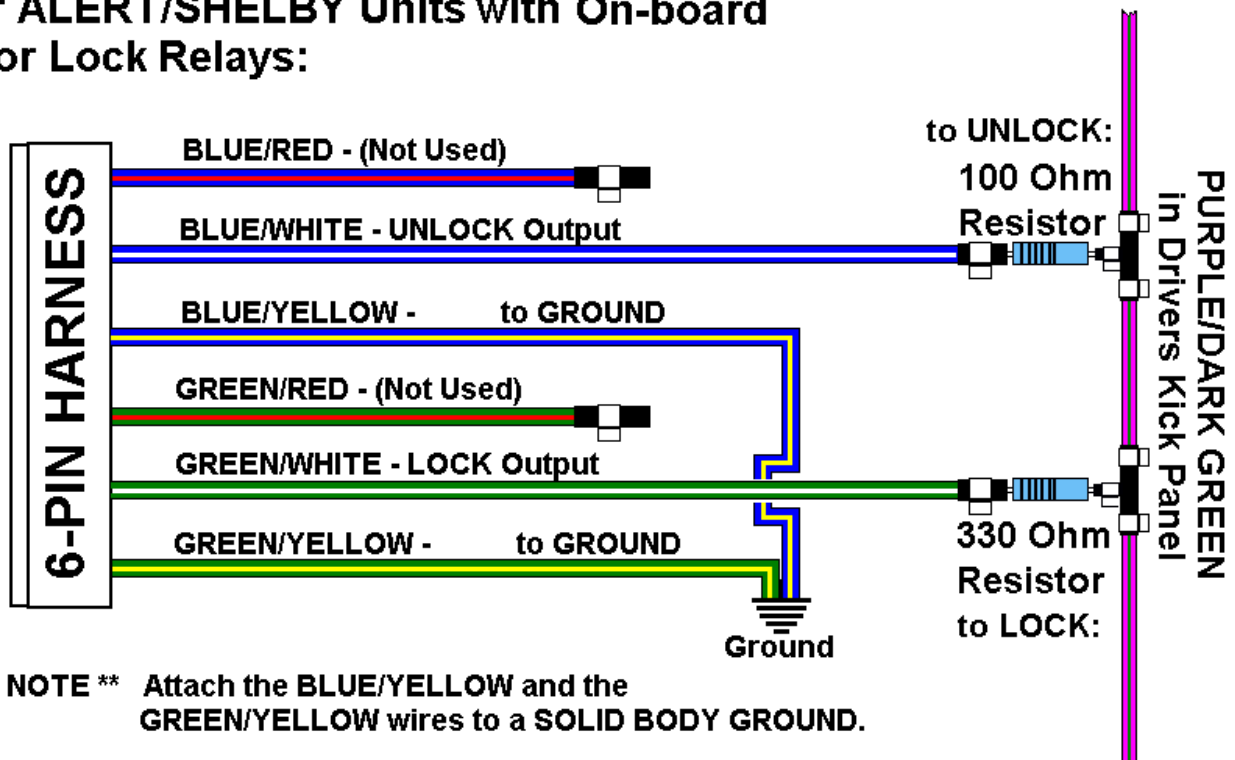 ALERT/SHELBY Units with On-board
or Lock Relays:
BLUE/RED - (Not Used)
BLUE/WHITE - UNLOCK Output
BLUE/YELLOW - to GROUND
GREEN/RED - (Not Used)
GREEN/WHITE - LOCK Output
GREEN/YELLOW - to GROUND
6-PIN HARNESS
Ground
to UNLOCK:
100 Ohm
Resistor
330 Ohm
Resistor
to LOCK:
PURPLE/DARK GREEN
in Drivers Kick Panel
NOTE ** Attach the BLUE/YELLOW and the
GREEN/YELLOW wires to a SOLID BODY GROUND.